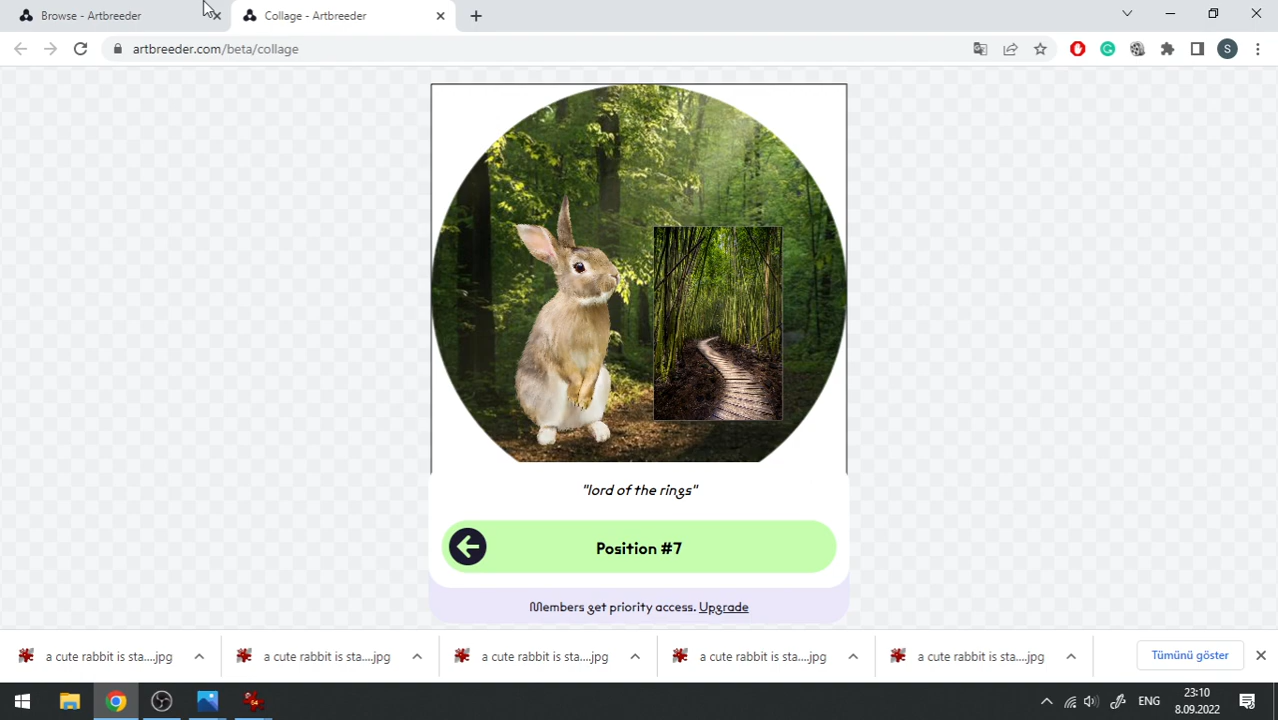 Browse - Artbreeder
Collage - Artbreeder
artbreeder.com/beta/collage
S
"lord of the rings"
Position #7
Members get priority access. Upgrade
a cute rabbit is sta....jpg
a cute rabbit is sta....jpg
a cute rabbit is sta....jpg
a cute rabbit is sta....jpg
a cute rabbit is sta....jpg
Tümünü göster
64
ENG
23:10
8.09.2022